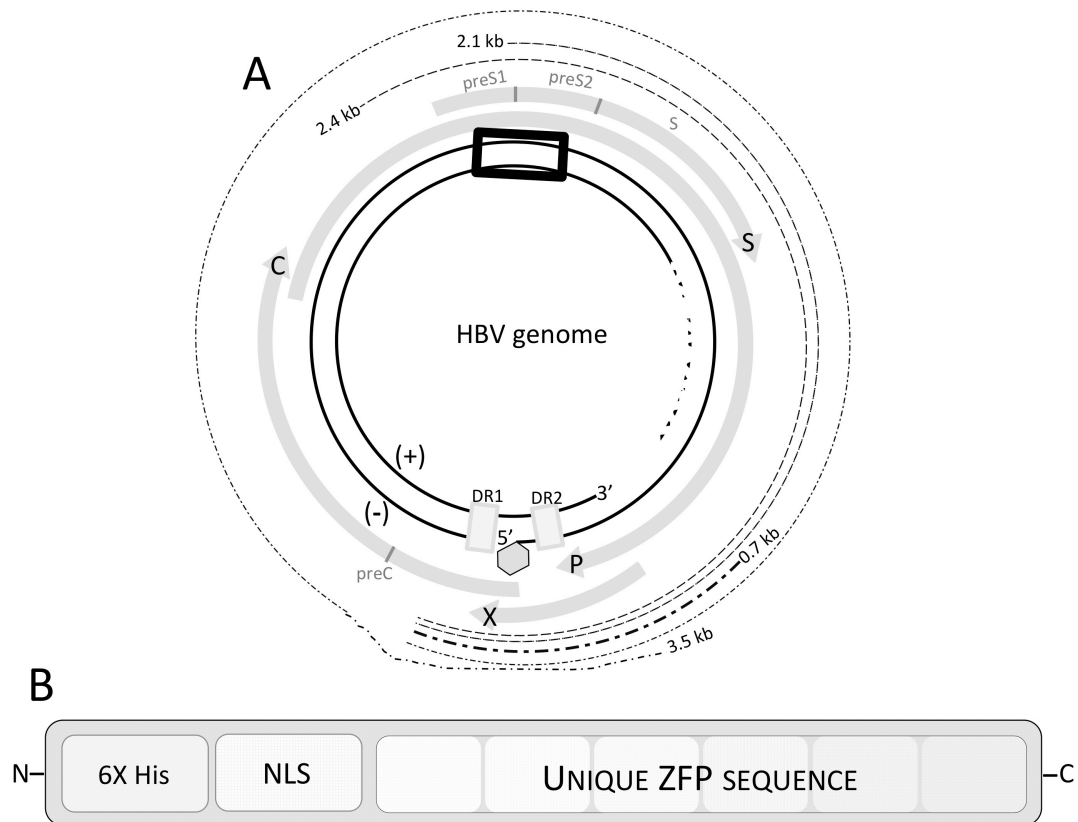 A
2.1 kb
preS1
preS2
2.4 kb
S
S
C
HBV genome
(+)
(-)
DR1
DR2
3’
5’
P
preC
X
0.7 kb
3.5 kb
B
N
6X His
NLS
UNIQUE ZFP SEQUENCE
C